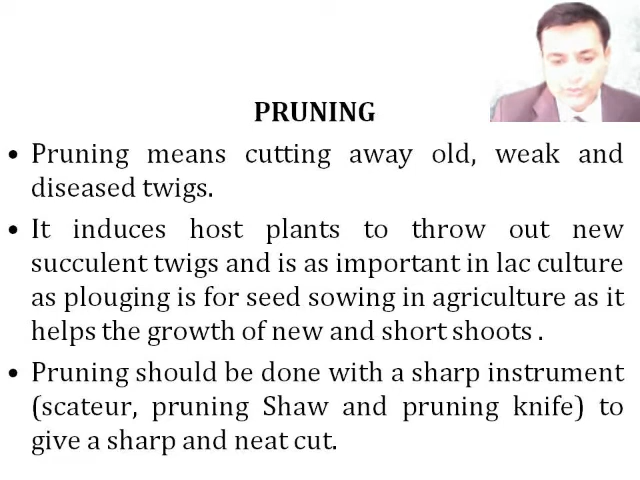 PRUNING
• Pruning means cutting away old, weak and
diseased twigs.
• It induces host plants to throw out new
succulent twigs and is as important in lac culture
as plouging is for seed sowing in agriculture as it
helps the growth of new and short shoots .
• Pruning should be done with a sharp instrument
(scateur, pruning Shaw and pruning knife) to
give a sharp and neat cut.